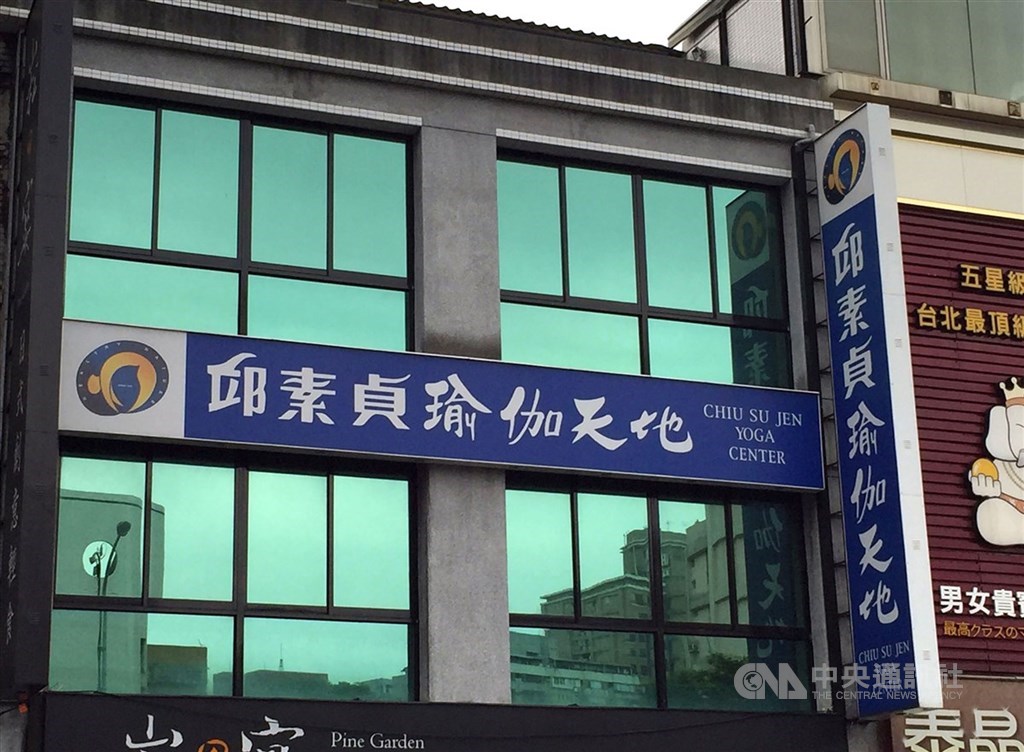 邱素貞瑜伽天地
CHIU SU JEN
YOGA
CENTER
邱素貞瑜伽天地
CHIU SU JEN
五星級
台北最頂級
男女貴賓
最高クラスの
Pine Garden
中央通訊社
THE CENTRAL NEWS AGENCY
CNA